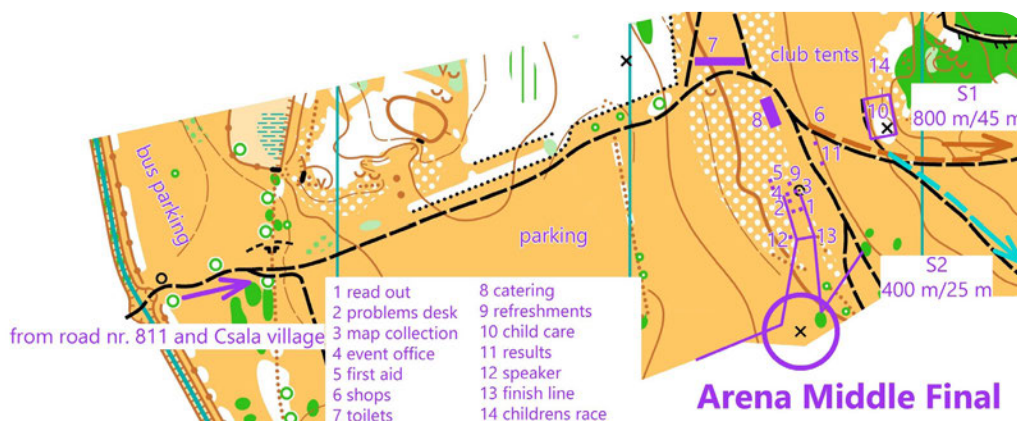 7
club tents
14
S1
10
800 m/45 m
8
6
11
bus parking
5
9
4
3
2
1
parking
12
13
S2
400 m/25 m
from road nr. 811 and Csala village
1 read out
2 problems desk
3 map collection
4 event office
5 first aid
6 shops
7 toilets
8 catering
9 refreshments
10 child care
11 results
12 speaker
13 finish line
14 childrens race
Arena Middle Final